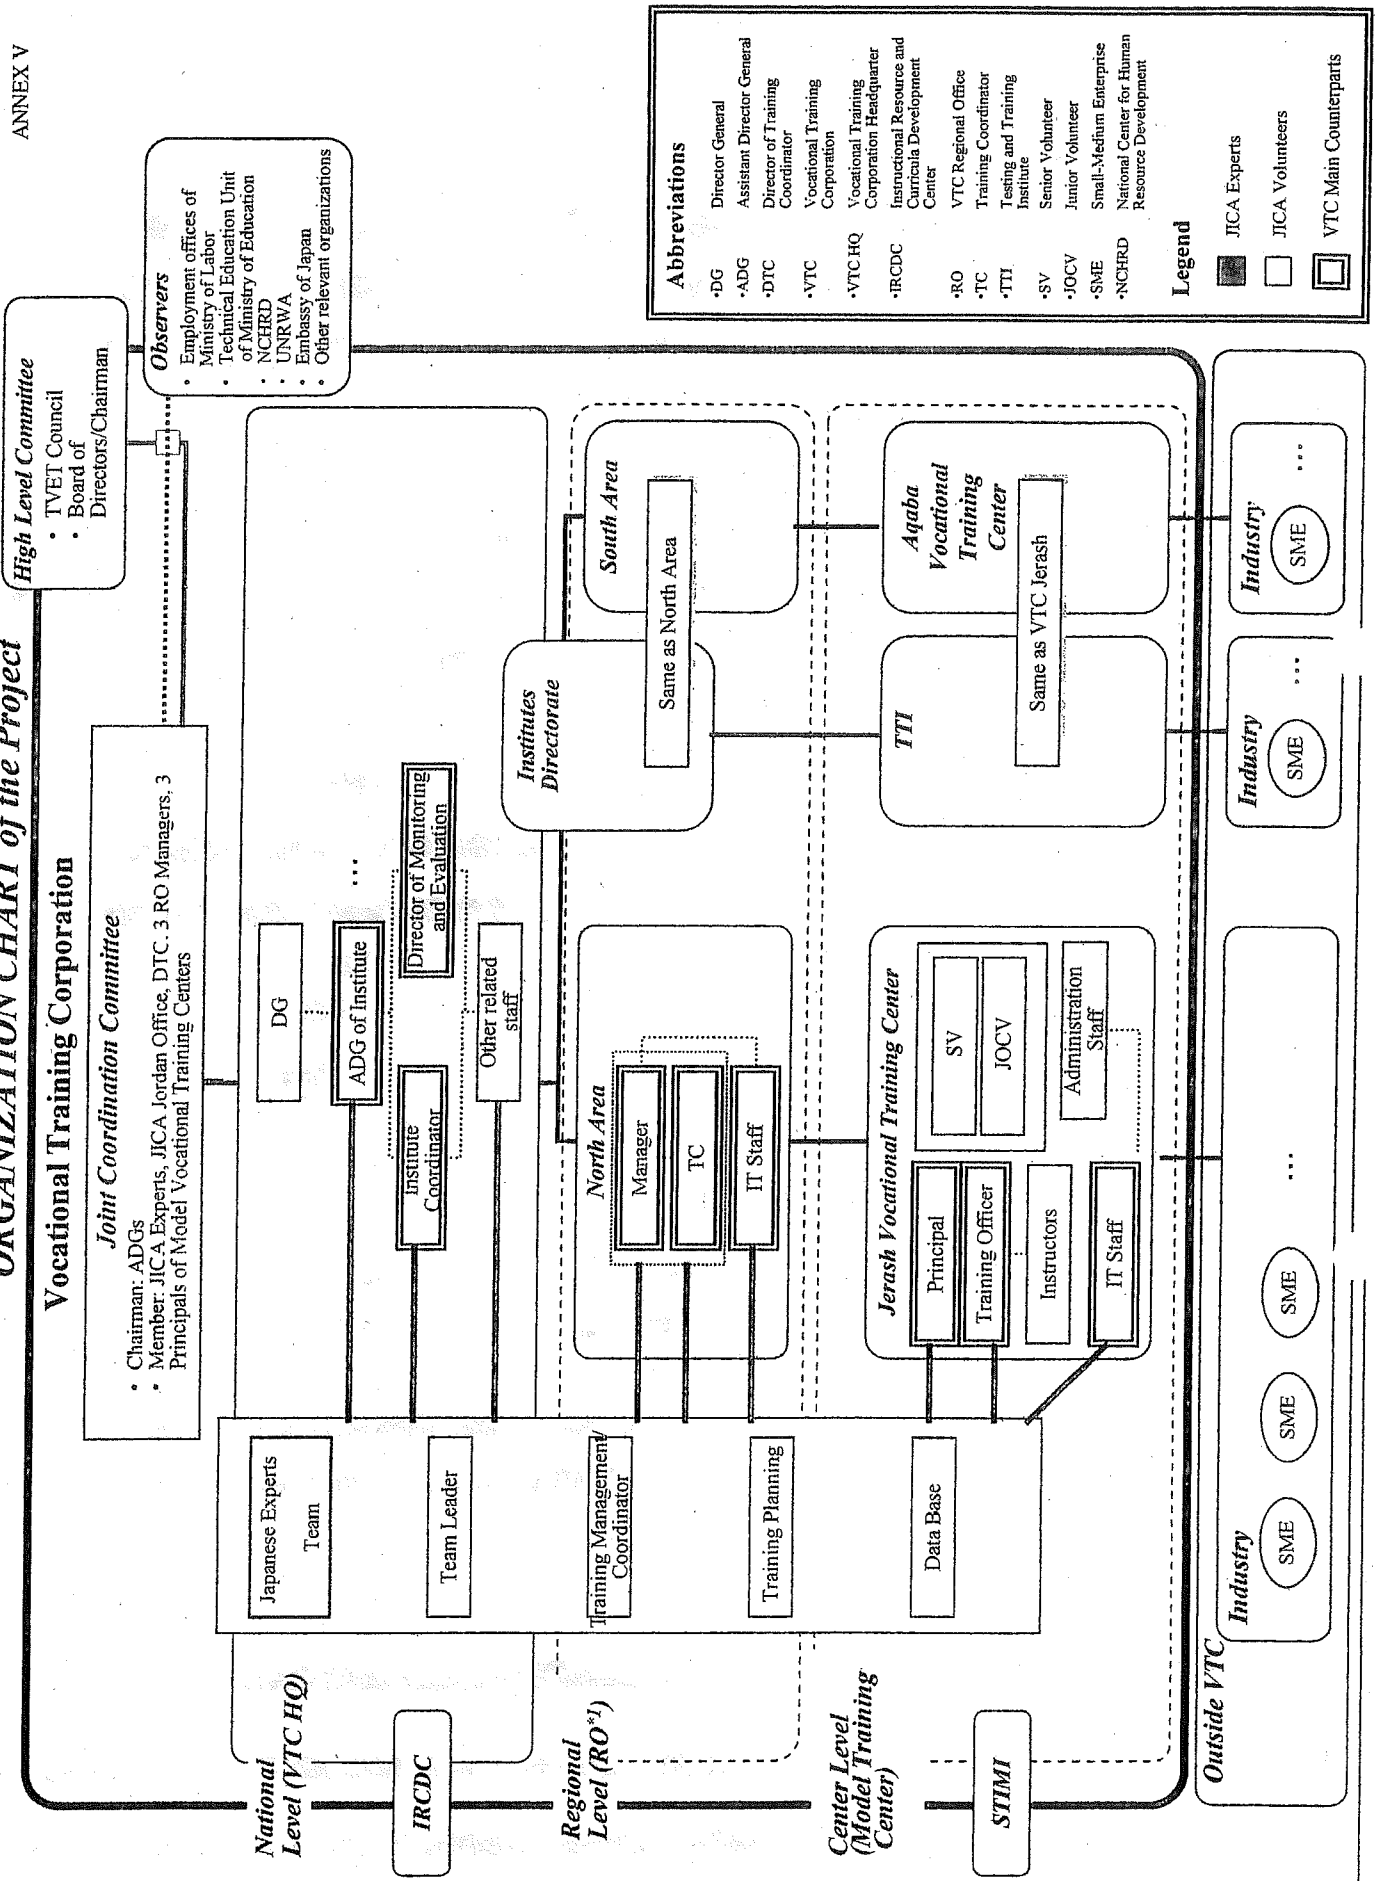 ANNEX V
ORGANIZATION CHART of the Project
High Level Committee
• TVET Council
• Board of
Directors/Chairman
Vocational Training Corporation
Joint Coordination Committee
• Chairman: ADGs
• Member: JICA Experts, JICA Jordan Office, DTC. 3 RO Managers, 3
Principals of Model Vocational Training Centers
Observers
• Employment offices of
Ministry of Labor
• Technical Education Unit
of Ministry of Education
• NCHRD
• UNRWA
• Embassy of Japan
• Other relevant organizations
National
Level (VTC HQ)
IRCDC
Japanese Experts
Team
Team Leader
DG
ADG of Institute
...
Institute
Coordinator
Director of Monitoring
and Evaluation
Other related
staff
Regional
Level (RO*1)
Training Management/
Coordinator
Training Planning
North Area
Manager
TC
IT Staff
Institutes
Directorate
South Area
Same as North Area
Center Level
(Model Training
Center)
STIMI
Data Base
Jerash Vocational Training Center
Principal
Training Officer
Instructors
IT Staff
SV
JOCV
Administration
Staff
TTI
Aqaba
Vocational
Training
Center
Same as VTC Jerash
Outside VTC
Industry
SME
SME
SME
...
Industry
SME
...
Industry
SME
...
Abbreviations
•DG Director General
•ADG Assistant Director General
•DTC Director of Training
Coordinator
•VTC Vocational Training
Corporation
•VTC HQ Vocational Training
Corporation Headquarter
•IRCDC Instructional Resource and
Curricula Development
Center
•RO VTC Regional Office
•TC Training Coordinator
•TTI Testing and Training
Institute
•SV Senior Volunteer
•JOCV Junior Volunteer
•SME Small-Medium Enterprise
•NCHRD National Center for Human
Resource Development
Legend
JICA Experts
JICA Volunteers
VTC Main Counterparts